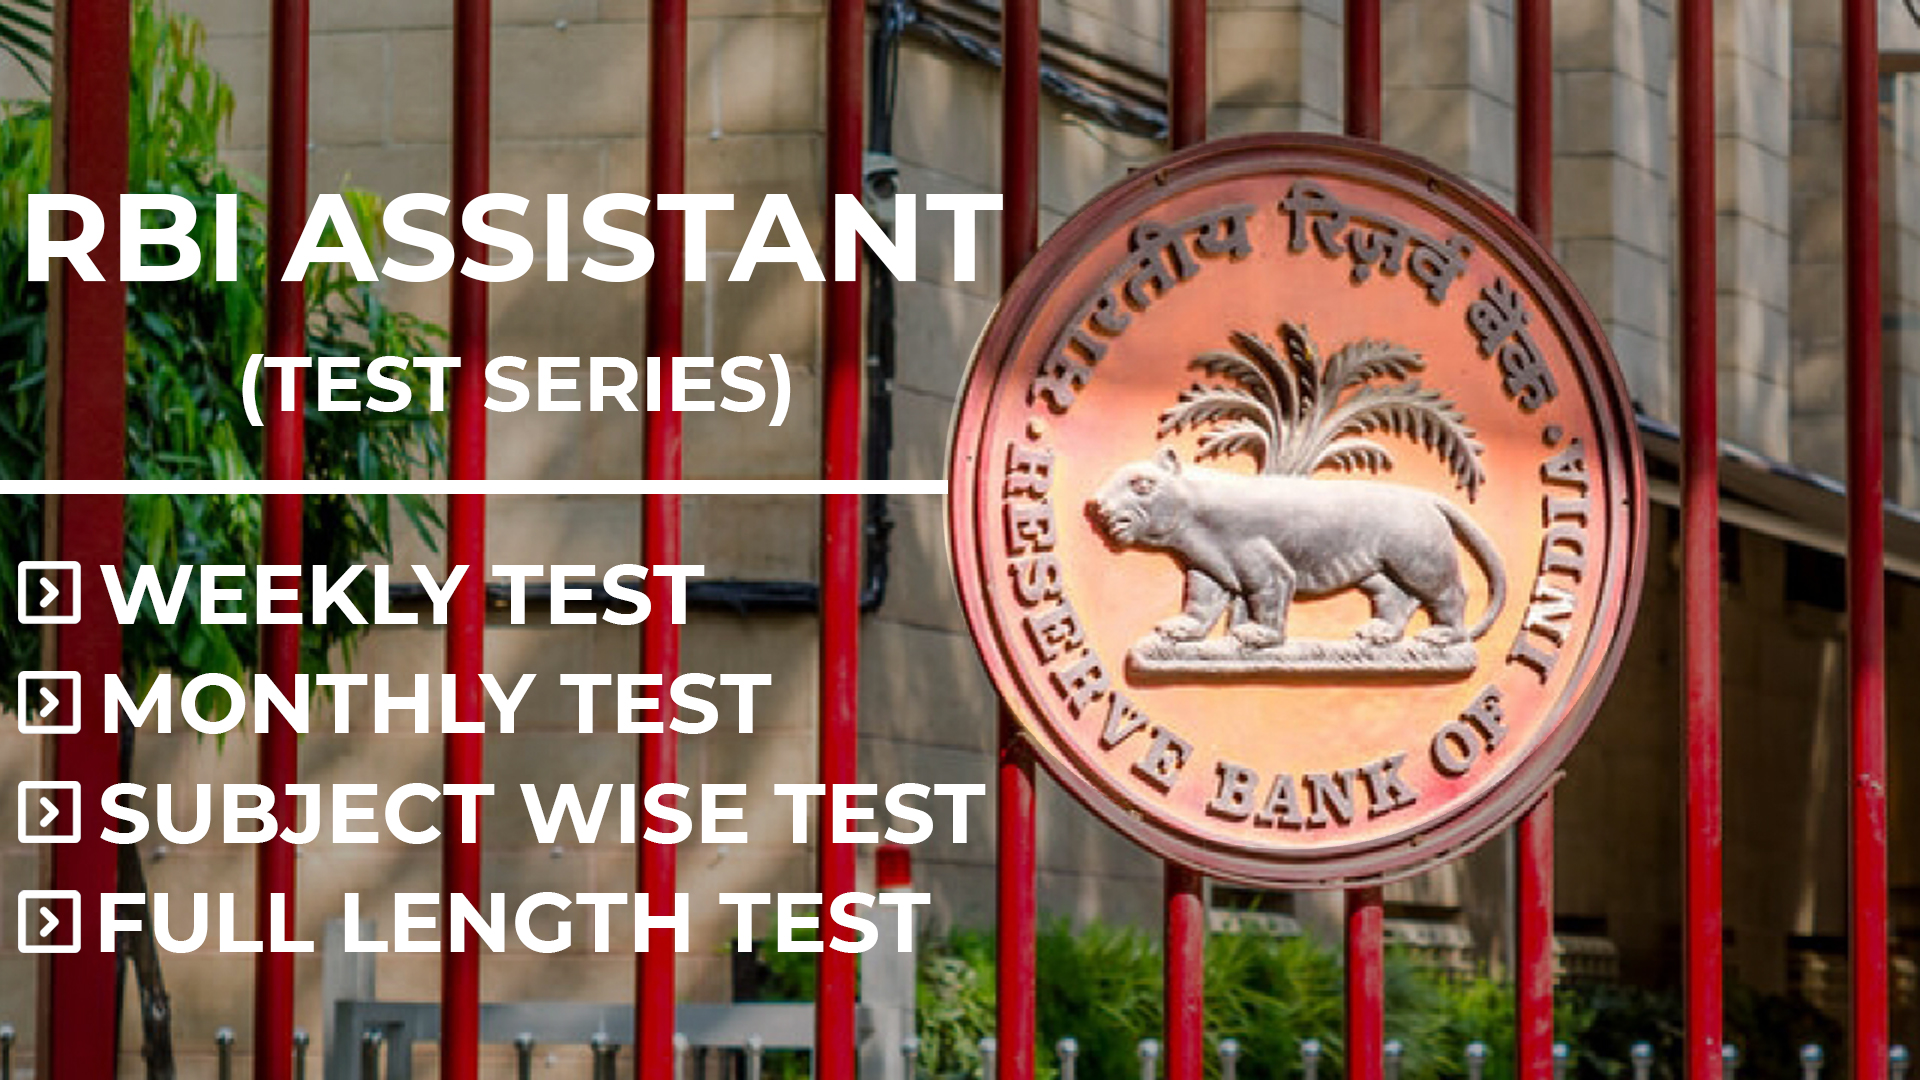 RBI ASSISTANT
(TEST SERIES)
WEEKLY TEST
MONTHLY TEST
SUBJECT WISE TEST
FULL LENGTH TEST
भारतीय रिज़र्व बैंक
RESERVE BANK OF INDIA